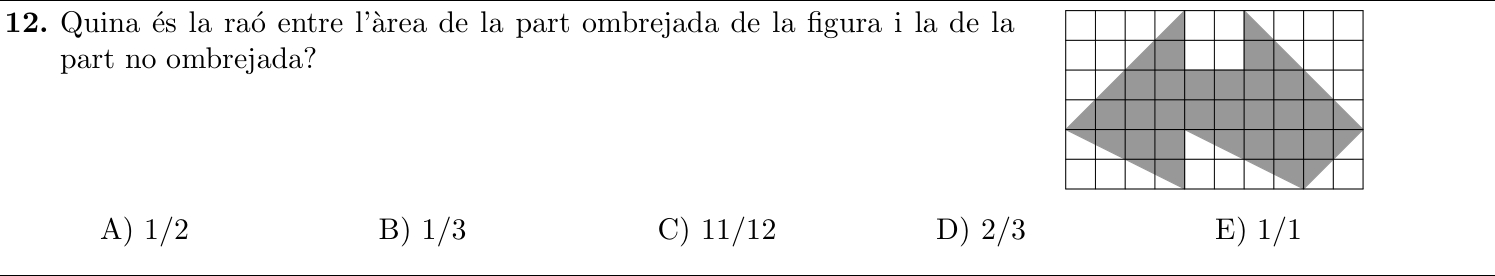 12. Quina és la raó entre l'àrea de la part ombrejada de la figura i la de la
part no ombrejada?
A) 1/2 B) 1/3 C) 11/12 D) 2/3 E) 1/1